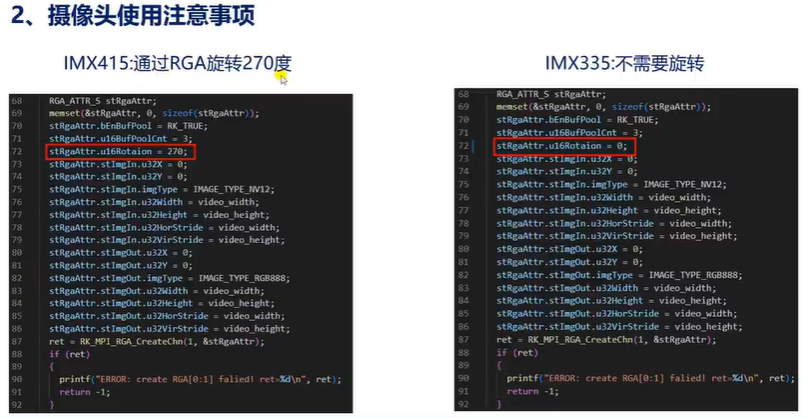 2、摄像头使用注意事项
IMX415:通过RGA旋转270度
68 RGA_ATTR_S stRgaAttr;
69 memset(&stRgaAttr, 0, sizeof(stRgaAttr));
70 stRgaAttr.bEnBufPool = RK_TRUE;
71 stRgaAttr.u16BufPoolCnt = 3;
72 stRgaAttr.u16Rotaion = 270;
73 stRgaAttr.stImgIn.u32X = 0;
74 stRgaAttr.stImgIn.u32Y = 0;
75 stRgaAttr.stImgIn.imgType = IMAGE_TYPE_NV12;
76 stRgaAttr.stImgIn.u32Width = video_width;
77 stRgaAttr.stImgIn.u32Height = video_height;
78 stRgaAttr.stImgIn.u32HorStride = video_width;
79 stRgaAttr.stImgIn.u32VirStride = video_height;
80 stRgaAttr.stImgOut.u32X = 0;
81 stRgaAttr.stImgOut.u32Y = 0;
82 stRgaAttr.stImgOut.imgType = IMAGE_TYPE_RGB888;
83 stRgaAttr.stImgOut.u32Width = video_width;
84 stRgaAttr.stImgOut.u32Height = video_height;
85 stRgaAttr.stImgOut.u32HorStride = video_width;
86 stRgaAttr.stImgOut.u32VirStride = video_height;
87 ret = RK_MPI_RGA_CreateChn(1, &stRgaAttr);
88 if (ret)
89 {
90 printf("ERROR: create RGA[0:1] falied! ret=%d\n", ret);
91 return -1;
92 }
IMX335:不需要旋转
68 RGA_ATTR_S stRgaAttr;
69 memset(&stRgaAttr, 0, sizeof(stRgaAttr));
70 stRgaAttr.bEnBufPool = RK_TRUE;
71 stRgaAttr.u16BufPoolCnt = 3;
72 stRgaAttr.u16Rotaion = 0;
73 stRgaAttr.stImgIn.u32X = 0;
74 stRgaAttr.stImgIn.u32Y = 0;
75 stRgaAttr.stImgIn.imgType = IMAGE_TYPE_NV12;
76 stRgaAttr.stImgIn.u32Width = video_width;
77 stRgaAttr.stImgIn.u32Height = video_height;
78 stRgaAttr.stImgIn.u32HorStride = video_width;
79 stRgaAttr.stImgIn.u32VirStride = video_height;
80 stRgaAttr.stImgOut.u32X = 0;
81 stRgaAttr.stImgOut.u32Y = 0;
82 stRgaAttr.stImgOut.imgType = IMAGE_TYPE_RGB888;
83 stRgaAttr.stImgOut.u32Width = video_width;
84 stRgaAttr.stImgOut.u32Height = video_height;
85 stRgaAttr.stImgOut.u32HorStride = video_width;
86 stRgaAttr.stImgOut.u32VirStride = video_height;
87 ret = RK_MPI_RGA_CreateChn(1, &stRgaAttr);
88 if (ret)
89 {
90 printf("ERROR: create RGA[0:1] falied! ret=%d\n", ret);
91 return -1;
92 }